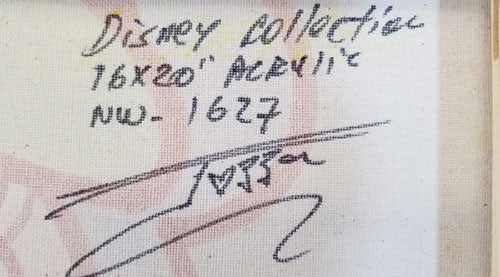 Disney Collection
16x20" Acrylic
NW- 1627